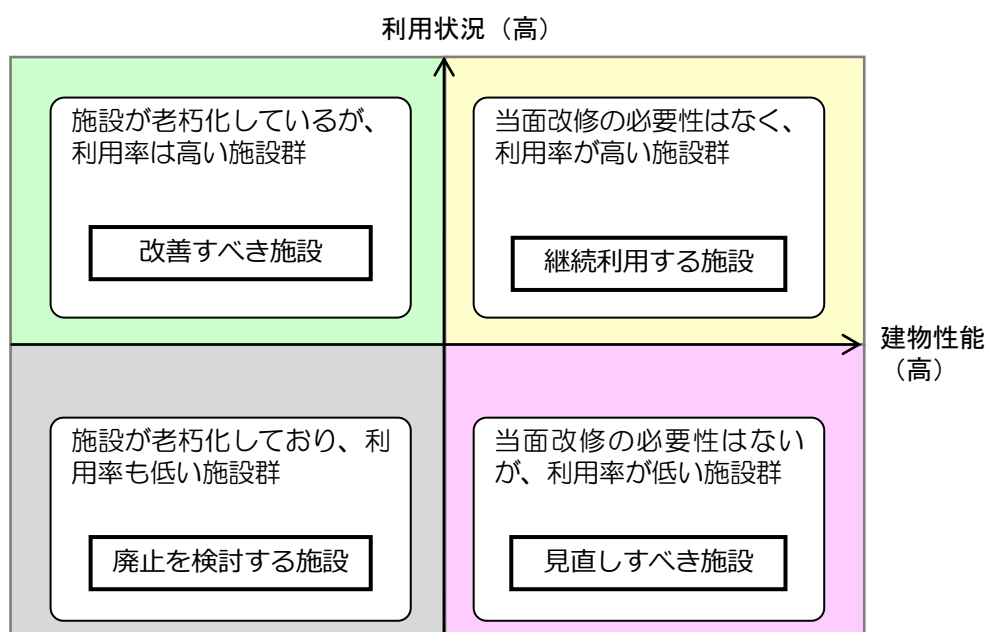 利用状況（高）
施設が老朽化しているが、
利用率は高い施設群
改善すべき施設
当面改修の必要性はなく、
利用率が高い施設群
継続利用する施設
建物性能
（高）
施設が老朽化しており、利
用率も低い施設群
廃止を検討する施設
当面改修の必要性はない
が、利用率が低い施設群
見直しすべき施設